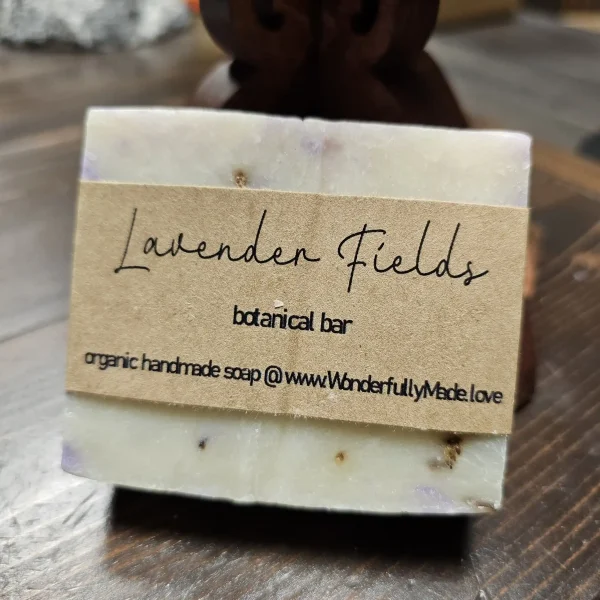 Lavender Fields
botanical bar
organic handmade soap @ www.WonderfullyMade.love